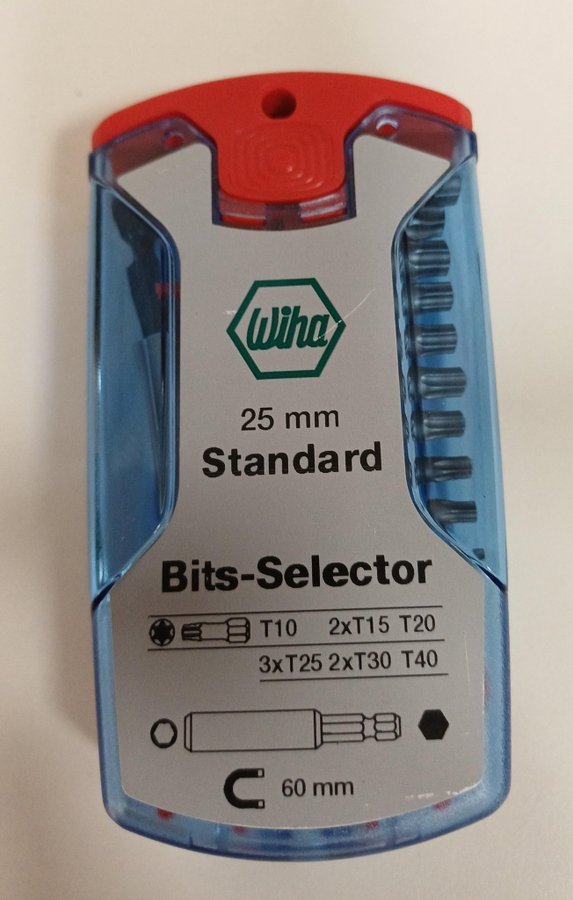 Wiha
25 mm
Standard
Bits-Selector
T10 2xT15 T20
3xT25 2xT30 T40
60 mm